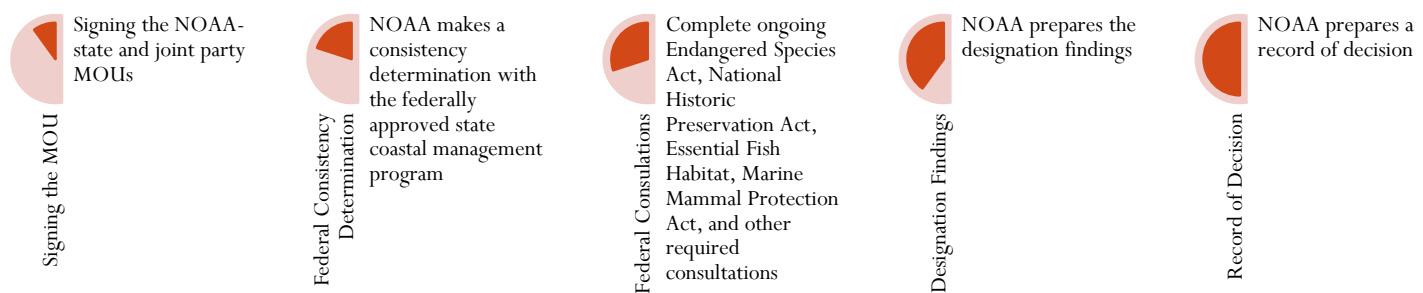 Signing the MOU
Signing the NOAA-
state and joint party
MOUs
Federal Consistency
Determination
NOAA makes a
consistency
determination with
the federally
approved state
coastal management
program
Federal Consulations
Complete ongoing
Endangered Species
Act, National
Historic
Preservation Act,
Essential Fish
Habitat, Marine
Mammal Protection
Act, and other
required
consultations
Designation Findings
NOAA prepares the
designation findings
Record of Decision
NOAA prepares a
record of decision